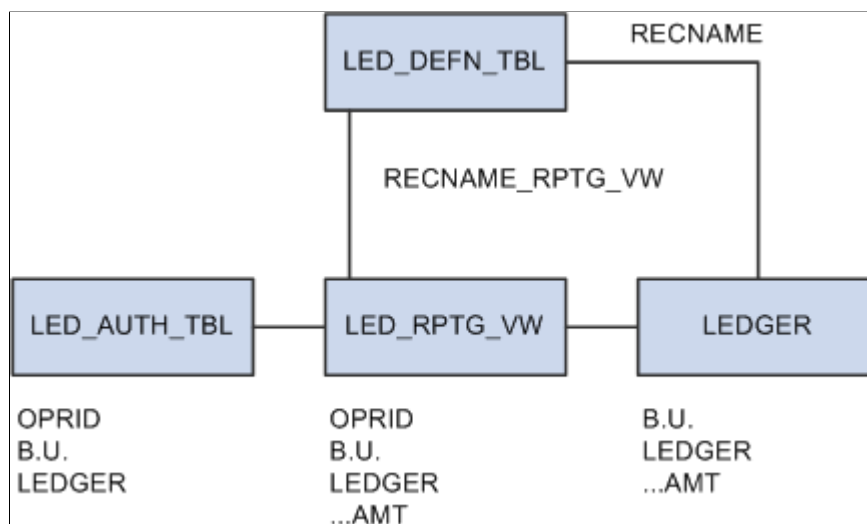 RECNAME
LED_DEFN_TBL
RECNAME_RPTG_VW
LED_AUTH_TBL
LED_RPTG_VW
LEDGER
OPRID
B.U.
LEDGER
OPRID
B.U.
LEDGER
...AMT
B.U.
LEDGER
...AMT